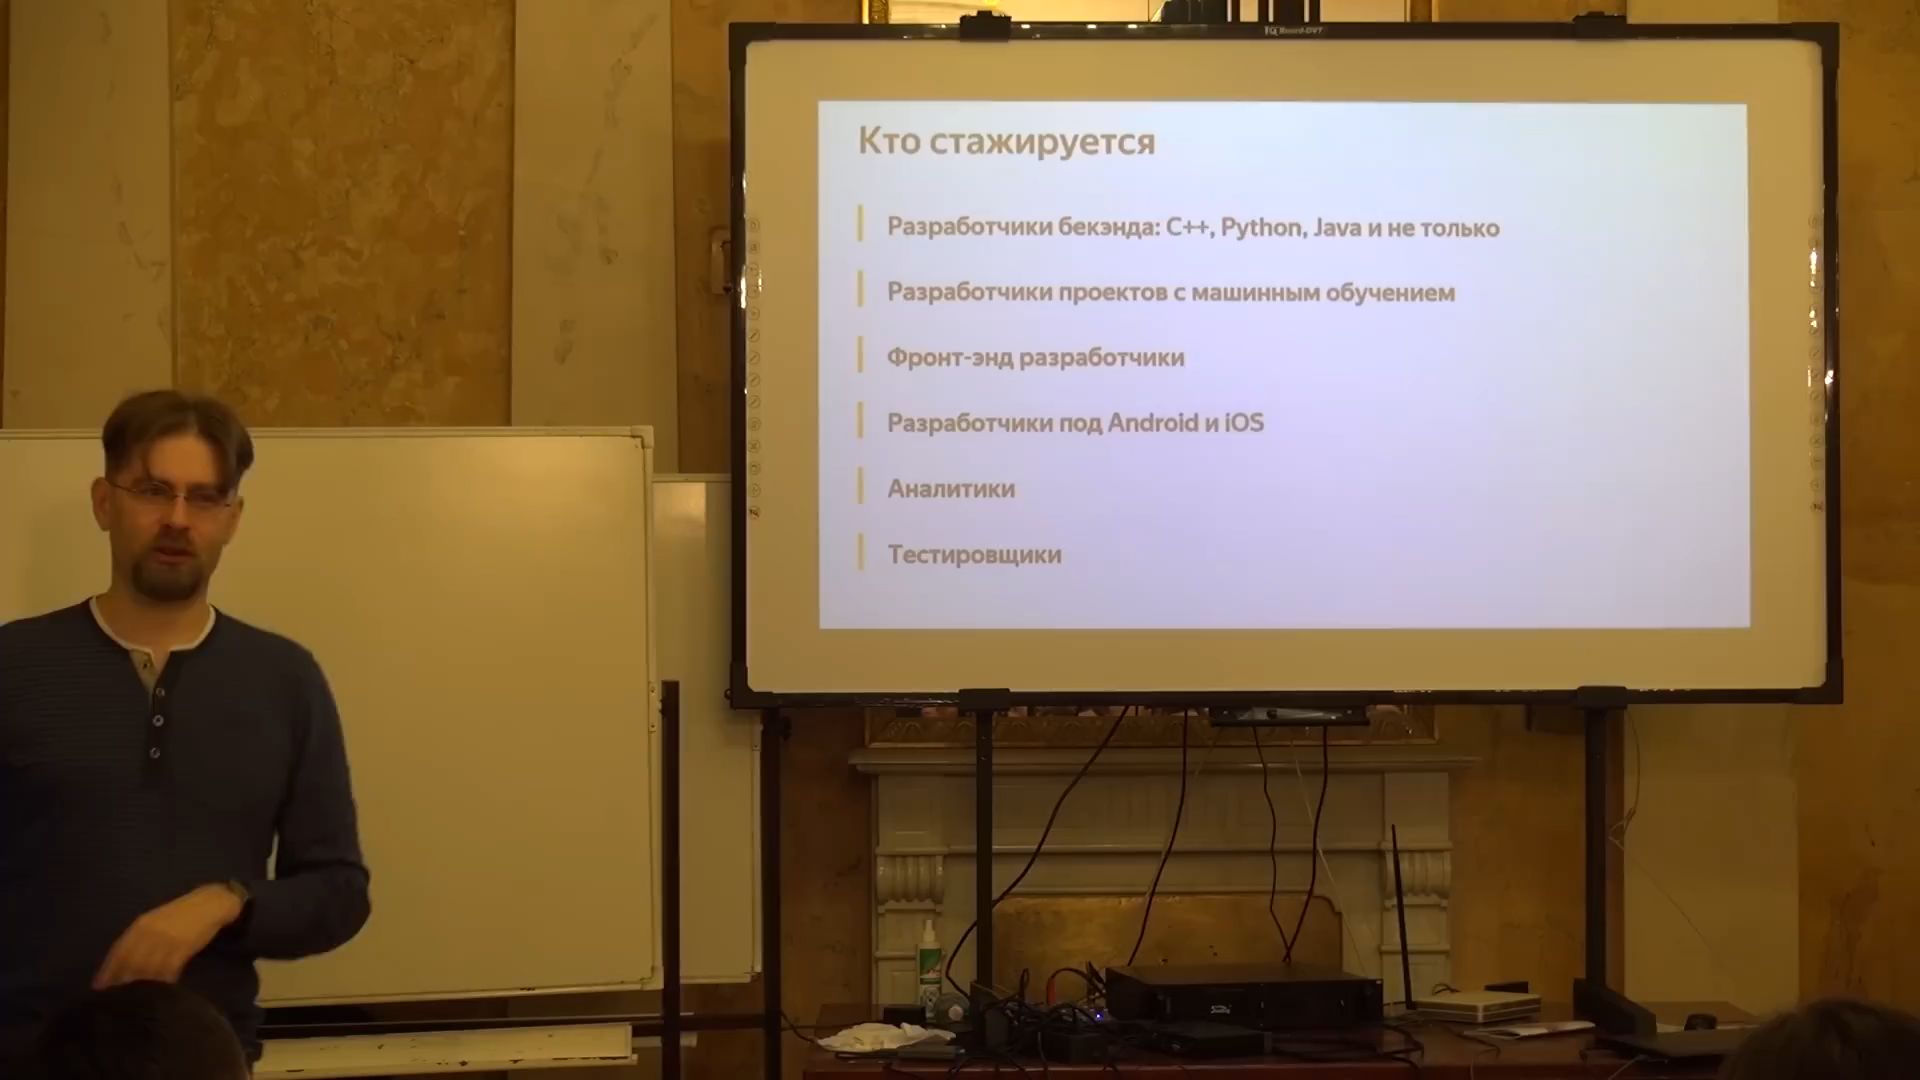 Кто стажируется
Разработчики бекэнда: C++, Python, Java и не только
Разработчики проектов с машинным обучением
Фронт-энд разработчики
Разработчики под Android и iOS
Аналитики
Тестировщики